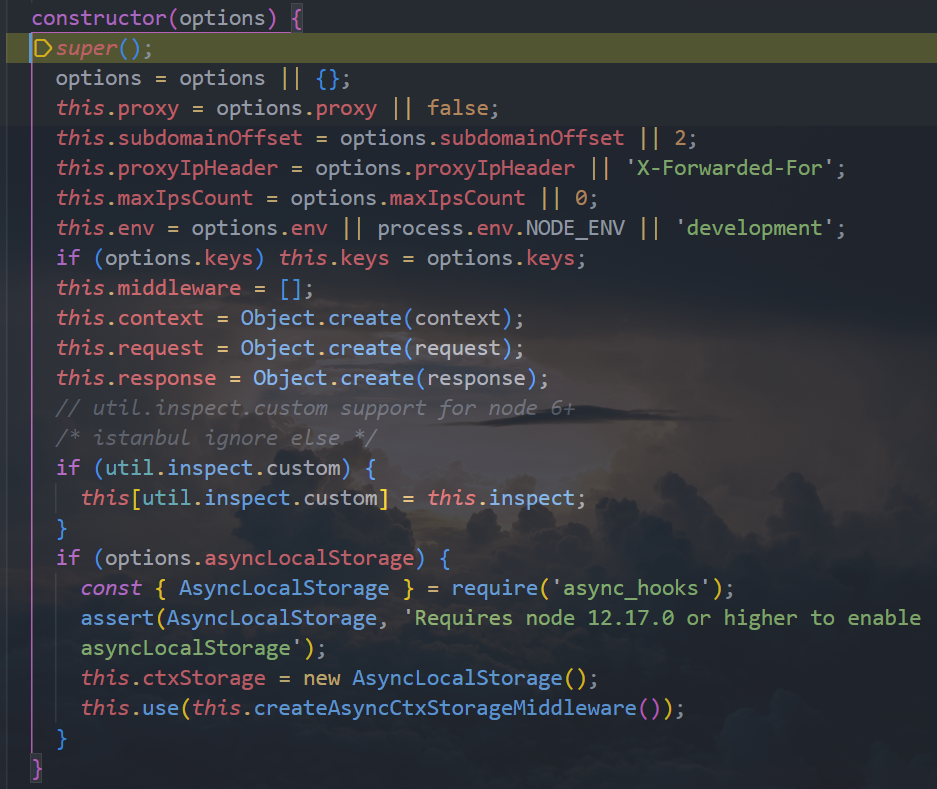 constructor(options) {
super();
options = options || {};
this.proxy = options.proxy || false;
this.subdomainOffset = options.subdomainOffset || 2;
this.proxyIpHeader = options.proxyIpHeader || 'X-Forwarded-For';
this.maxIpsCount = options.maxIpsCount || 0;
this.env = options.env || process.env.NODE_ENV || 'development';
if (options.keys) this.keys = options.keys;
this.middleware = [];
this.context = Object.create(context);
this.request = Object.create(request);
this.response = Object.create(response);
// util.inspect.custom support for node 6+
/* istanbul ignore else */
if (util.inspect.custom) {
this[util.inspect.custom] = this.inspect;
}
if (options.asyncLocalStorage) {
const { AsyncLocalStorage } = require('async_hooks');
assert(AsyncLocalStorage, 'Requires node 12.17.0 or higher to enable
asyncLocalStorage');
this.ctxStorage = new AsyncLocalStorage();
this.use(this.createAsyncCtxStorageMiddleware());
}
}